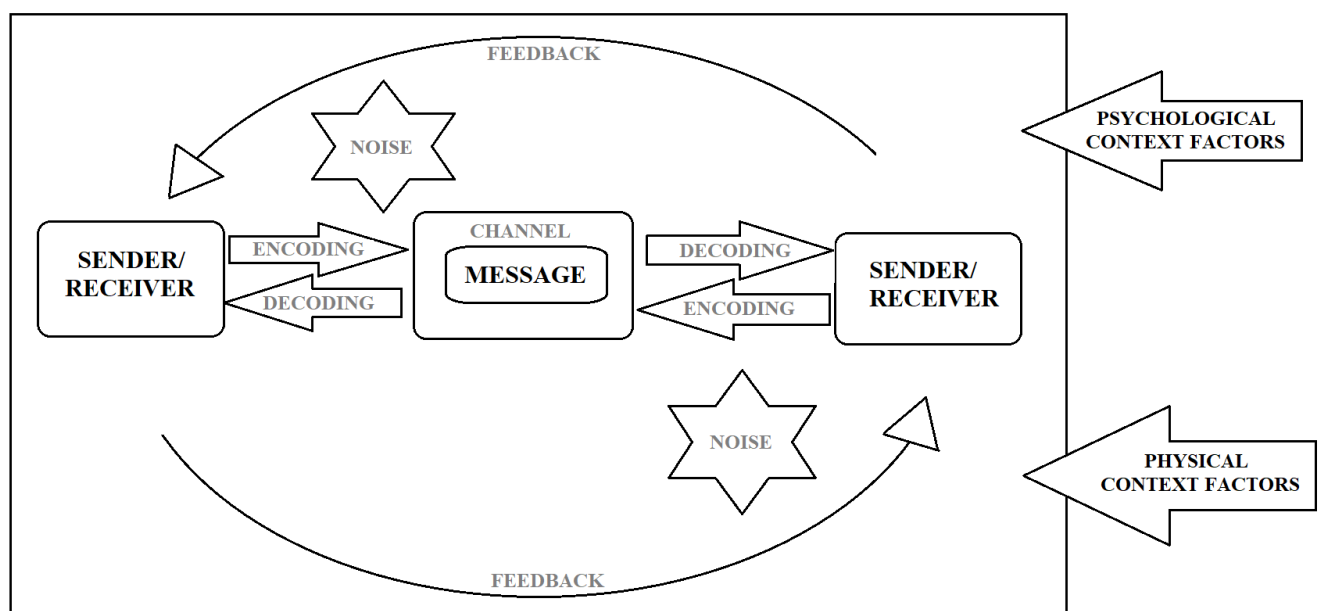 FEEDBACK
NOISE
PSYCHOLOGICAL
CONTEXT FACTORS
SENDER/
RECEIVER
ENCODING
DECODING
CHANNEL
MESSAGE
DECODING
ENCODING
SENDER/
RECEIVER
NOISE
PHYSICAL
CONTEXT FACTORS
FEEDBACK